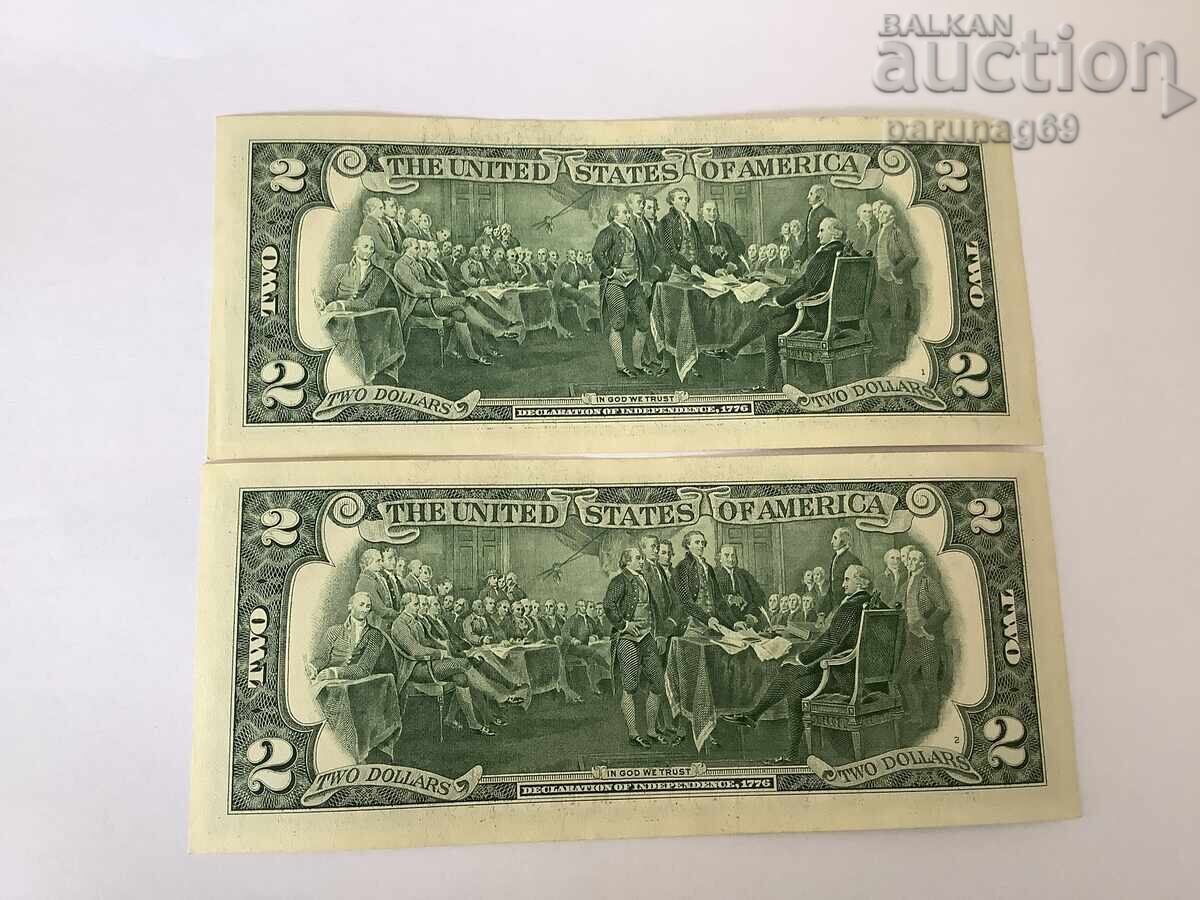 BALKAN
auction
parunag69
2 THE UNITED STATES OF AMERICA 2
TWO TWO
1
2 TWO DOLLARS IN GOD WE TRUST TWO DOLLARS 2
DECLARATION OF INDEPENDENCE, 1776
2 THE UNITED STATES OF AMERICA 2
TWO TWO
2
2 TWO DOLLARS IN GOD WE TRUST TWO DOLLARS 2
DECLARATION OF INDEPENDENCE, 1776